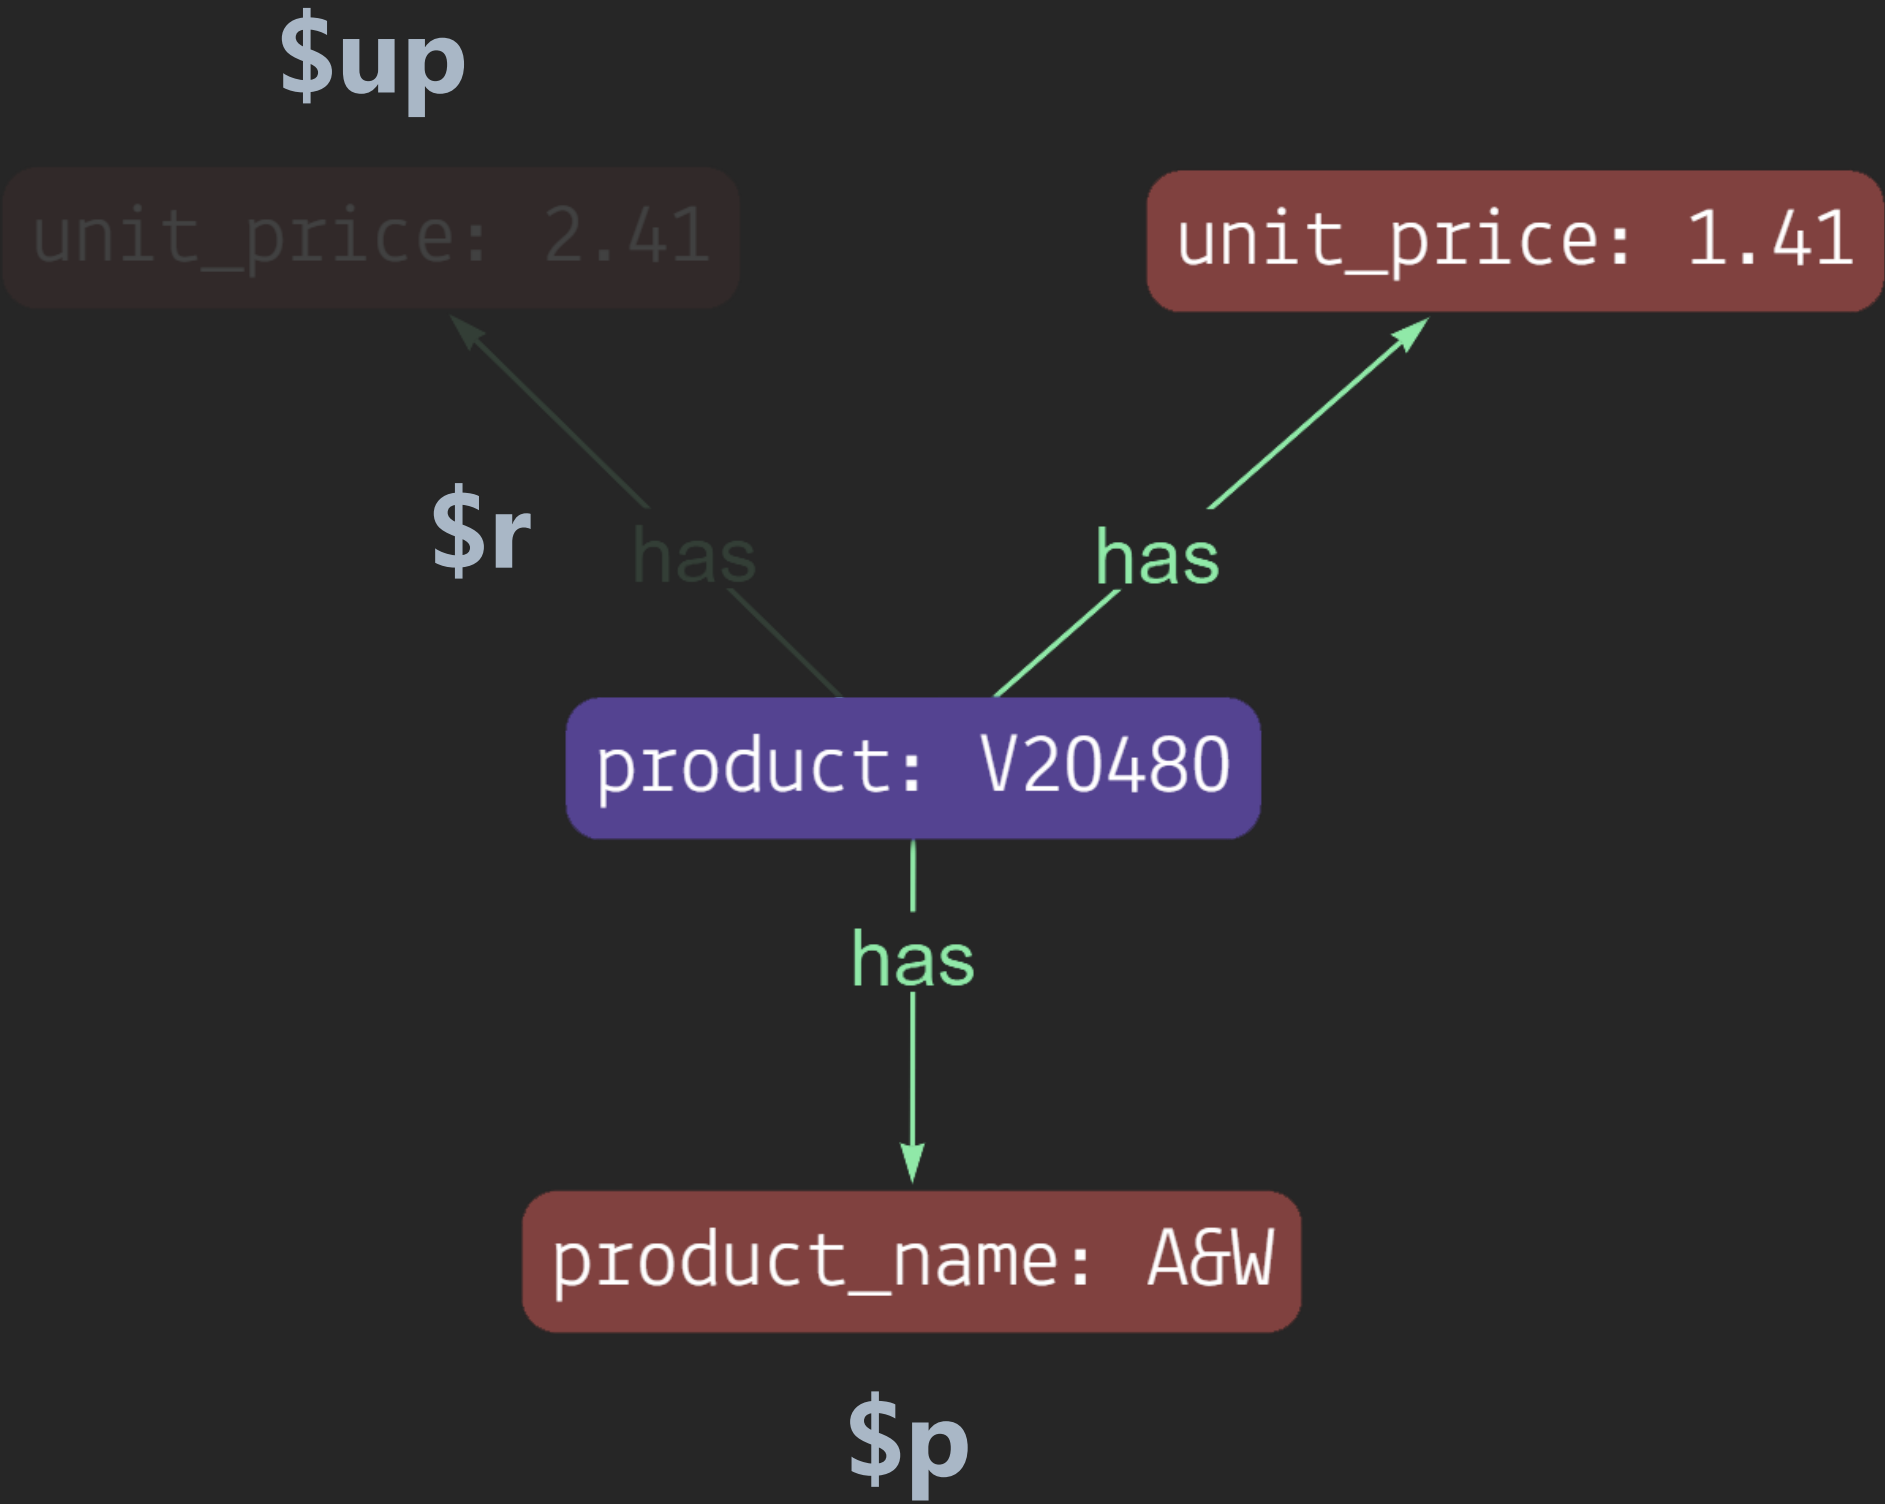 $up
unit_price: 2.41
unit_price: 1.41
$r
has
has
product: V20480
has
product_name: A&W
$p